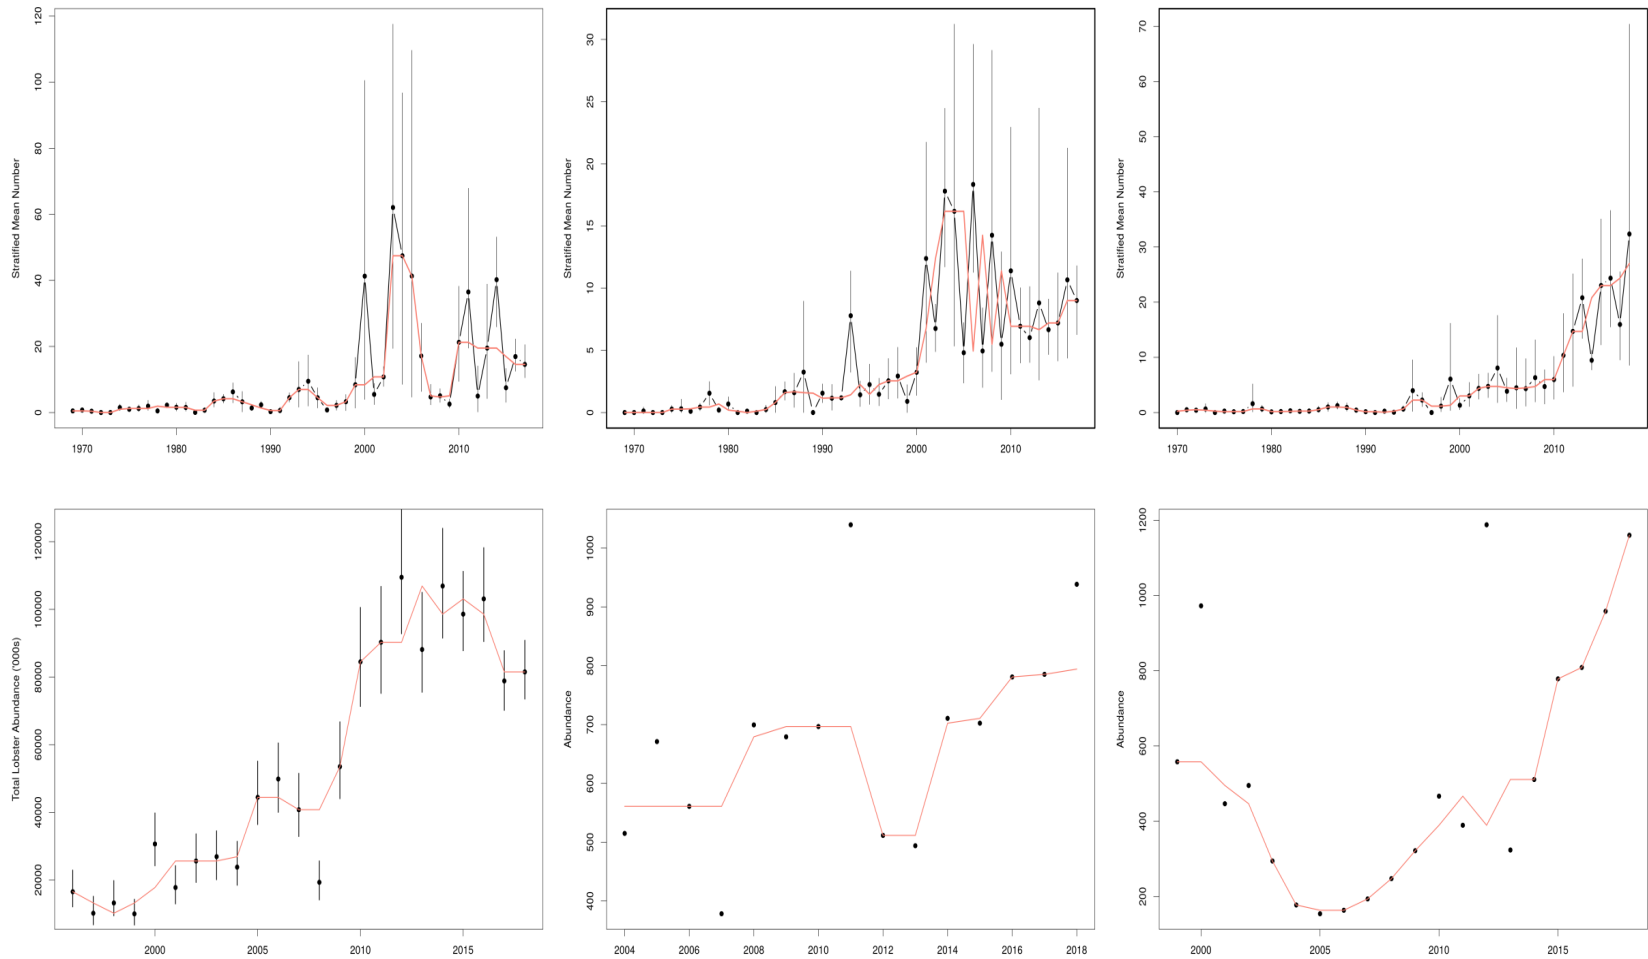 Stratified Mean Number
0 20 40 60 80 100 120
1970 1980 1990 2000 2010
Stratified Mean Number
0 5 10 15 20 25 30
1970 1980 1990 2000 2010
Stratified Mean Number
0 10 20 30 40 50 60 70
1970 1980 1990 2000 2010
Total Lobster Abundance ('000s)
20000 40000 60000 80000 100000 120000
2000 2005 2010 2015
Abundance
400 500 600 700 800 900 1000
2004 2006 2008 2010 2012 2014 2016 2018
Abundance
200 400 600 800 1000 1200
2000 2005 2010 2015